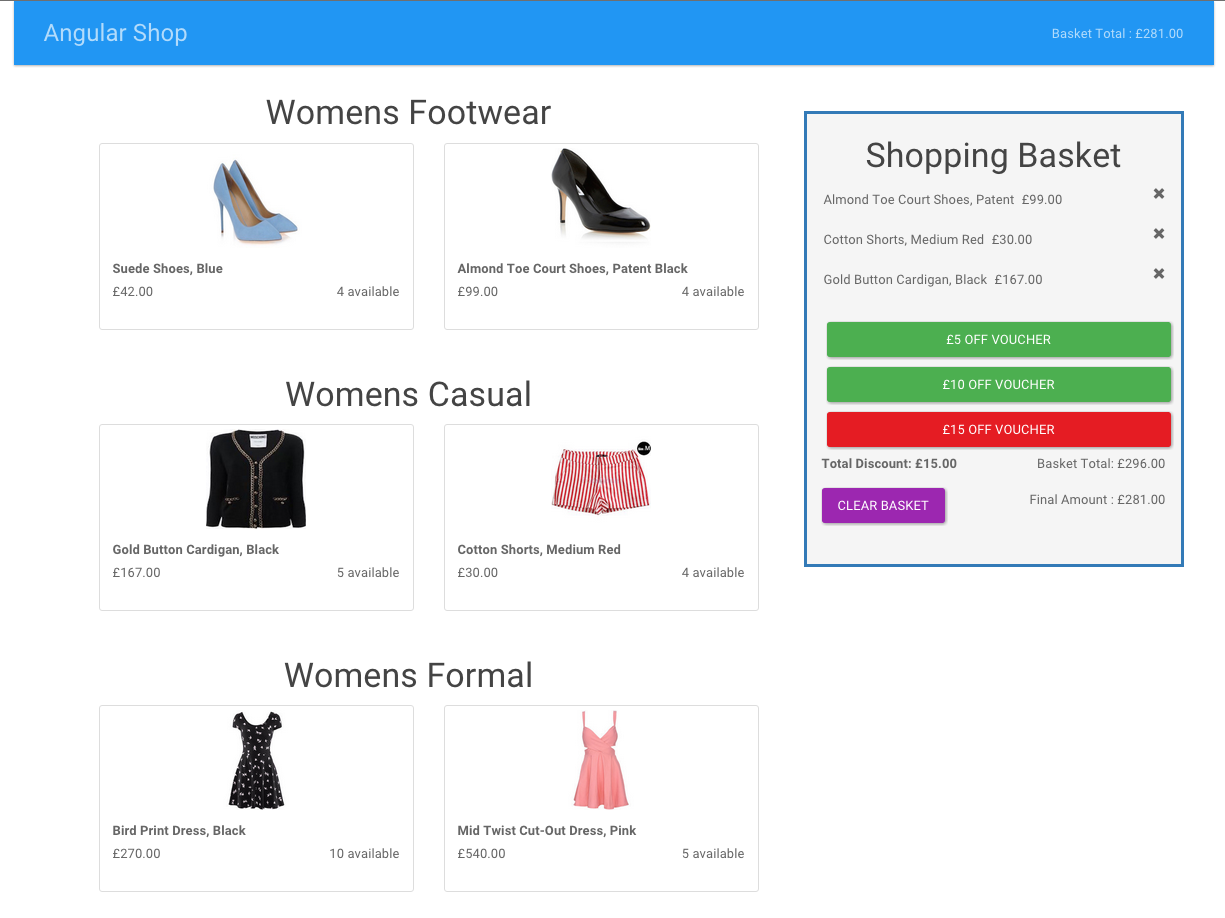 Angular Shop
Basket Total : £281.00
Womens Footwear
Suede Shoes, Blue
£42.00
4 available
Almond Toe Court Shoes, Patent Black
£99.00
4 available
Womens Casual
Gold Button Cardigan, Black
£167.00
5 available
Cotton Shorts, Medium Red
£30.00
4 available
Womens Formal
Bird Print Dress, Black
£270.00
10 available
Mid Twist Cut-Out Dress, Pink
£540.00
5 available
Shopping Basket
Almond Toe Court Shoes, Patent £99.00
Cotton Shorts, Medium Red £30.00
Gold Button Cardigan, Black £167.00
£5 OFF VOUCHER
£10 OFF VOUCHER
£15 OFF VOUCHER
Total Discount: £15.00
Basket Total: £296.00
Final Amount : £281.00
CLEAR BASKET